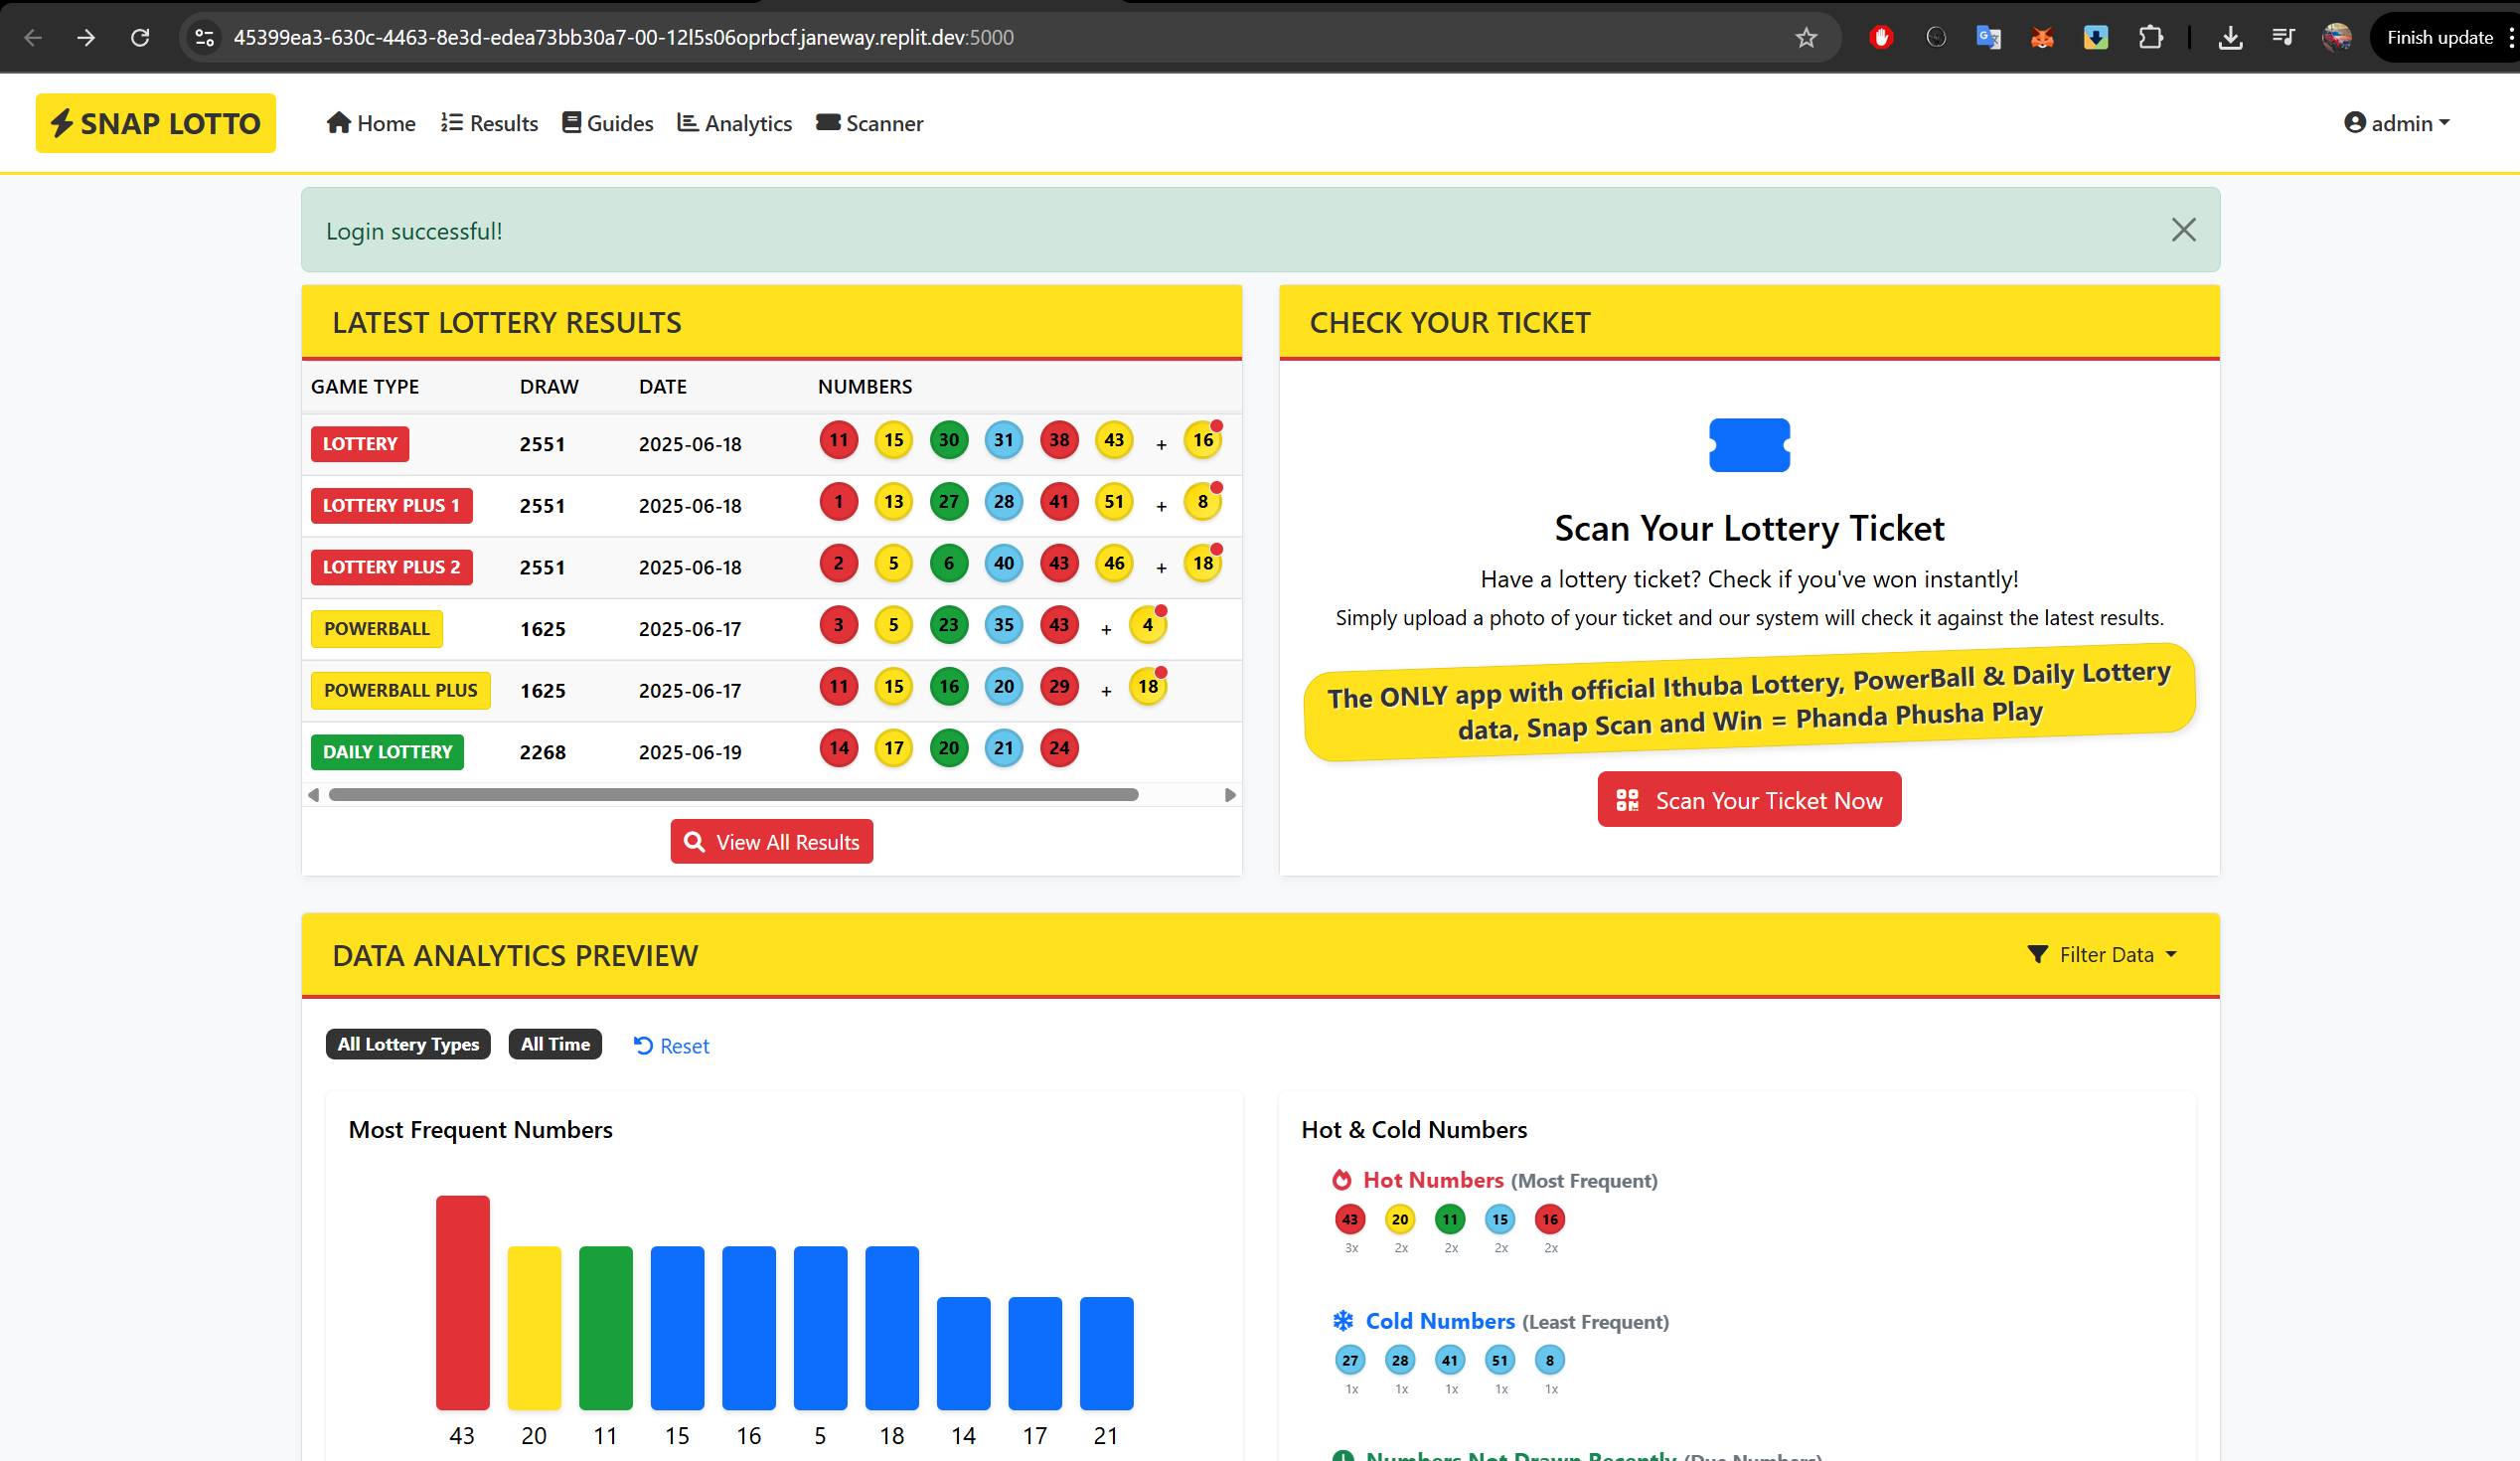 45399ea3-630c-4463-8e3d-edea73bb30a7-00-12l5s06oprbcf.janeway.replit.dev:5000
Finish update
SNAP LOTTO
Home
Results
Guides
Analytics
Scanner
admin
Login successful!
LATEST LOTTERY RESULTS
GAME TYPE DRAW DATE NUMBERS
LOTTERY 2551 2025-06-18 11 15 30 31 38 43 + 16
LOTTERY PLUS 1 2551 2025-06-18 1 13 27 28 41 51 + 8
LOTTERY PLUS 2 2551 2025-06-18 2 5 6 40 43 46 + 18
POWERBALL 1625 2025-06-17 3 5 23 35 43 + 4
POWERBALL PLUS 1625 2025-06-17 11 15 16 20 29 + 18
DAILY LOTTERY 2268 2025-06-19 14 17 20 21 24
View All Results
CHECK YOUR TICKET
Scan Your Lottery Ticket
Have a lottery ticket? Check if you've won instantly!
Simply upload a photo of your ticket and our system will check it against the latest results.
The ONLY app with official Ithuba Lottery, PowerBall & Daily Lottery
data, Snap Scan and Win = Phanda Phusha Play
Scan Your Ticket Now
DATA ANALYTICS PREVIEW
Filter Data
All Lottery Types
All Time
Reset
Most Frequent Numbers
43 20 11 15 16 5 18 14 17 21
Hot & Cold Numbers
Hot Numbers (Most Frequent)
43 20 11 15 16
3x 2x 2x 2x 2x
Cold Numbers (Least Frequent)
27 28 41 51 8
1x 1x 1x 1x 1x
Numbers Not Drawn Recently (Due Numbers)